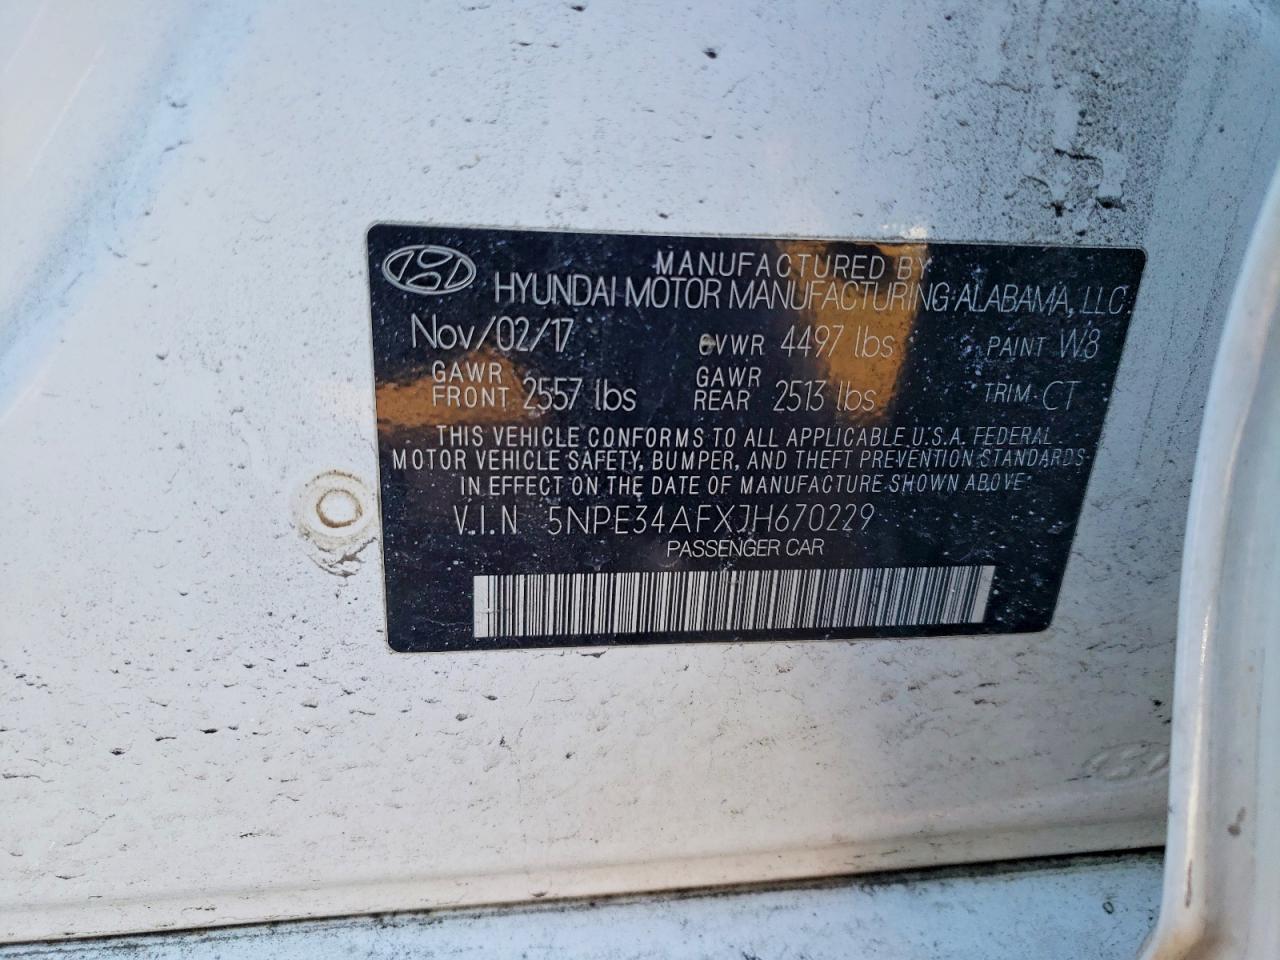 MANUFACTURED BY
HYUNDAI MOTOR MANUFACTURING ALABAMA, LLC
Nov/02/17 GVWR 4497 lbs PAINT W8
GAWR FRONT 2557 lbs GAWR REAR 2513 lbs TRIM CT
THIS VEHICLE CONFORMS TO ALL APPLICABLE U.S.A. FEDERAL
MOTOR VEHICLE SAFETY, BUMPER, AND THEFT PREVENTION STANDARDS
IN EFFECT ON THE DATE OF MANUFACTURE SHOWN ABOVE.
V.I.N 5NPE34AFXJH670229
PASSENGER CAR